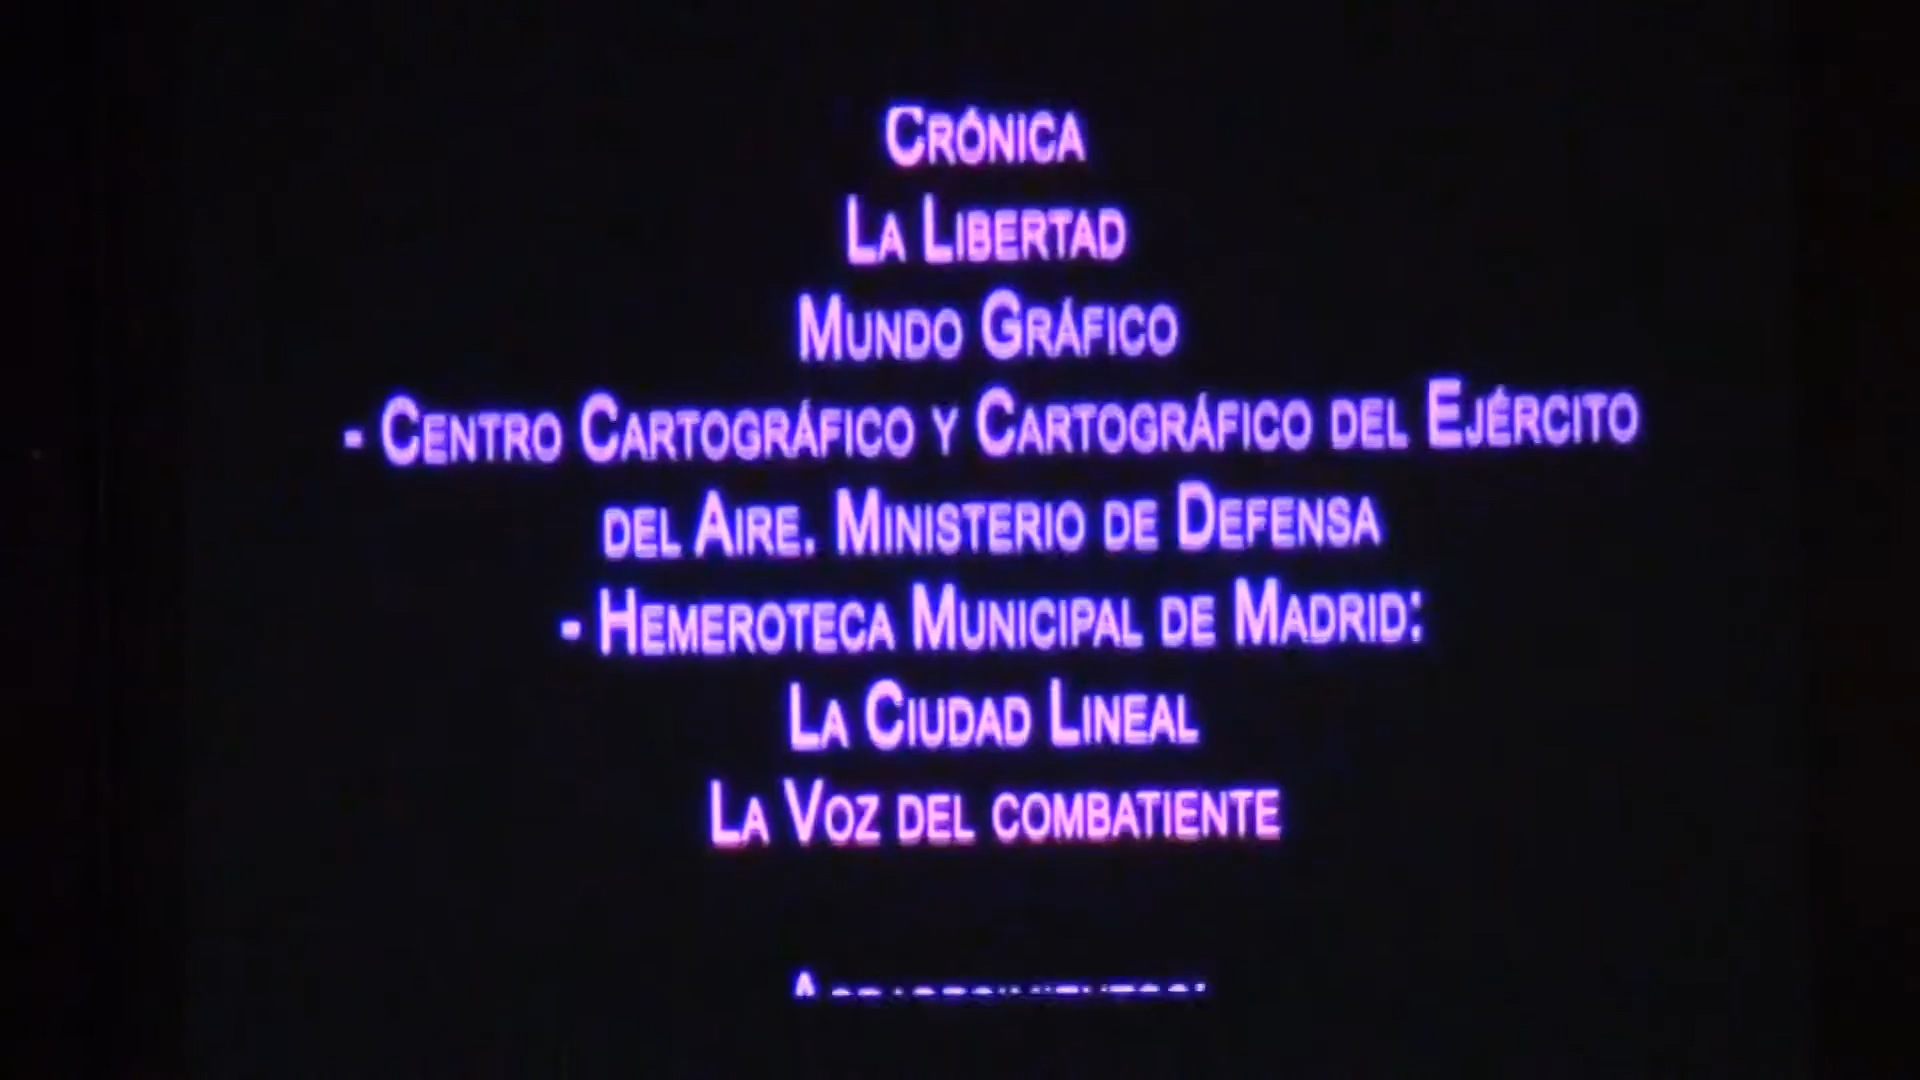 CRÓNICA
LA LIBERTAD
MUNDO GRÁFICO
- CENTRO CARTOGRÁFICO Y CARTOGRÁFICO DEL EJÉRCITO
DEL AIRE. MINISTERIO DE DEFENSA
- HEMEROTECA MUNICIPAL DE MADRID:
LA CIUDAD LINEAL
LA VOZ DEL COMBATIENTE